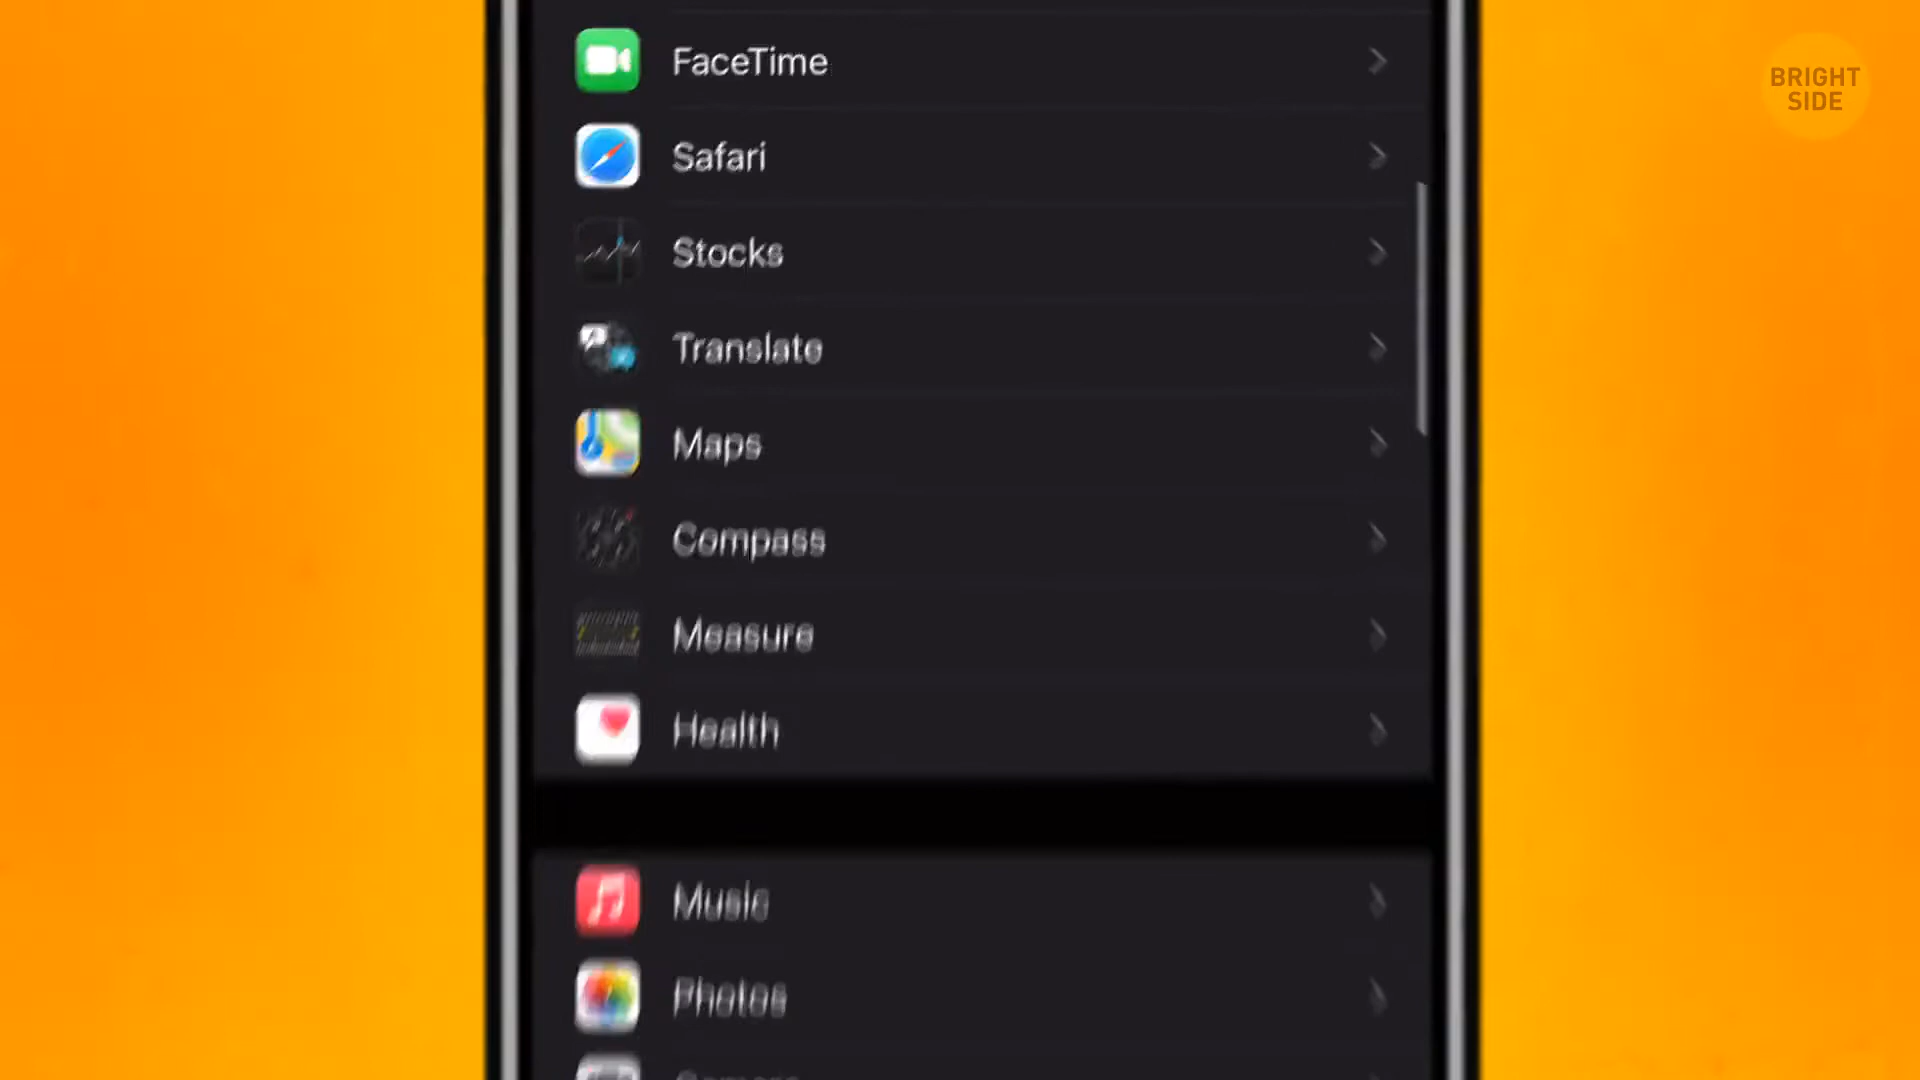 FaceTime
BRIGHT
SIDE
Safari
Stocks
Translate
Maps
Compass
Measure
Health
Music
Photos